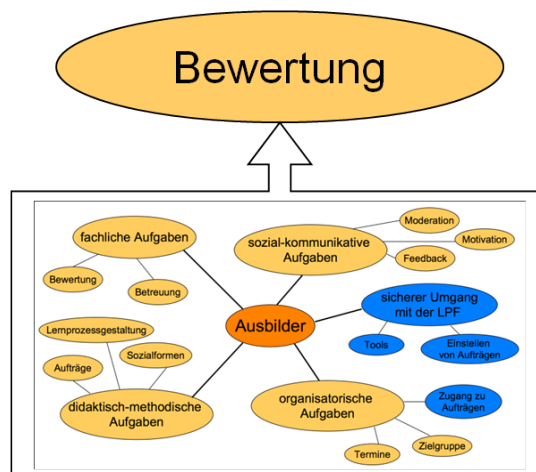 Bewertung
fachliche Aufgaben
Bewertung
Betreuung
sozial-kommunikative
Aufgaben
Moderation
Motivation
Feedback
Ausbilder
sicherer Umgang
mit der LPF
Tools
Einstellen
von Aufträgen
Lernprozessgestaltung
Aufträge
Sozialformen
didaktisch-methodische
Aufgaben
organisatorische
Aufgaben
Zugang zu
Aufträgen
Termine
Zielgruppe